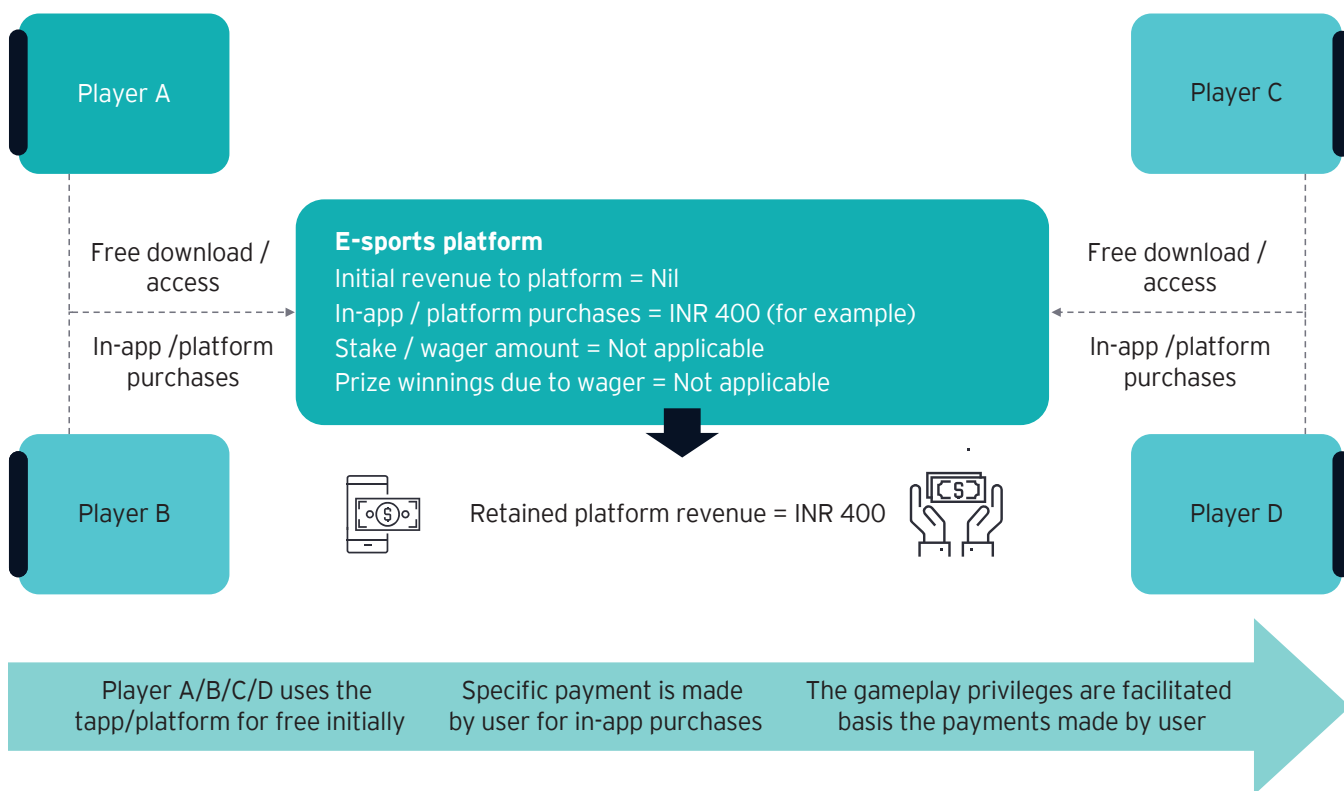 Player A
Player C
Free download /
access
In-app /platform
purchases
E-sports platform
Initial revenue to platform = Nil
In-app / platform purchases = INR 400 (for example)
Stake / wager amount = Not applicable
Prize winnings due to wager = Not applicable
Free download /
access
In-app /platform
purchases
Player B
$
Retained platform revenue = INR 400
$
Player D
Player A/B/C/D uses the
tapp/platform for free initially
Specific payment is made
by user for in-app purchases
The gameplay privileges are facilitated
basis the payments made by user